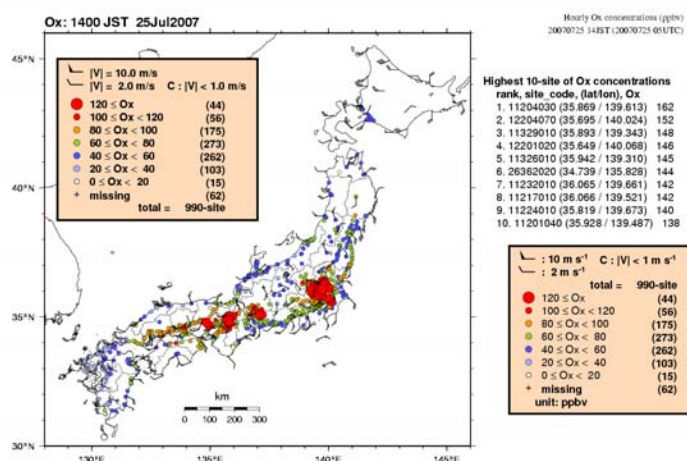 Ox: 1400 JST 25Jul2007
Hourly Ox concentrations (ppbv)
20070725 14JST (20070725 05UTC)
|V| = 10.0 m/s
|V| = 2.0 m/s C : |V| < 1.0 m/s
120 ≤ Ox (44)
100 ≤ Ox < 120 (56)
80 ≤ Ox < 100 (175)
60 ≤ Ox < 80 (273)
40 ≤ Ox < 60 (262)
20 ≤ Ox < 40 (103)
0 ≤ Ox < 20 (15)
+ missing (62)
total = 990-site
Highest 10-site of Ox concentrations
rank, site_code, (lat/lon), Ox
1. 11204030 (35.869 / 139.613) 162
2. 12204070 (35.695 / 140.024) 152
3. 11329010 (35.893 / 139.343) 148
4. 12201020 (35.649 / 140.068) 146
5. 11326010 (35.942 / 139.310) 145
6. 26362020 (34.739 / 135.828) 144
7. 11232010 (36.065 / 139.661) 142
8. 11217010 (36.066 / 139.521) 142
9. 11224010 (35.819 / 139.673) 140
10. 11201040 (35.928 / 139.487) 138
: 10 m s⁻¹ C : |V| < 1 m s⁻¹
: 2 m s⁻¹
total = 990-site
120 ≤ Ox (44)
100 ≤ Ox < 120 (56)
80 ≤ Ox < 100 (175)
60 ≤ Ox < 80 (273)
40 ≤ Ox < 60 (262)
20 ≤ Ox < 40 (103)
0 ≤ Ox < 20 (15)
+ missing (62)
unit: ppbv
45°N
40°N
35°N
30°N
km
0 100 200 300
130°E 135°E 140°E 145°E